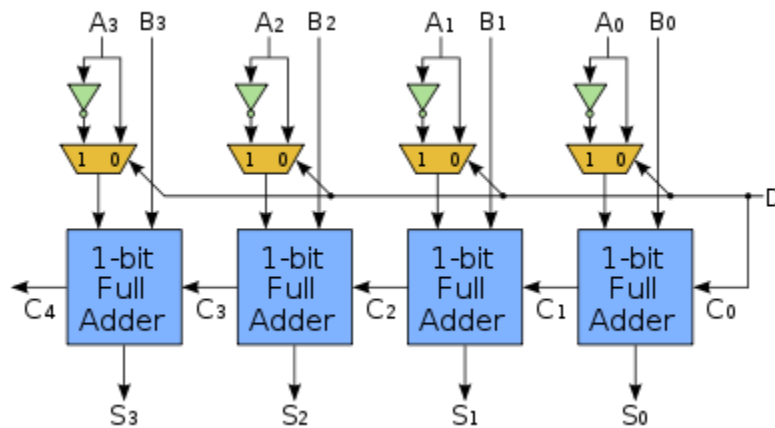 A3 B3 A2 B2 A1 B1 A0 B0
1 0 1 0 1 0 1 0
D
1-bit Full Adder 1-bit Full Adder 1-bit Full Adder 1-bit Full Adder
C4 C3 C2 C1 C0
S3 S2 S1 S0